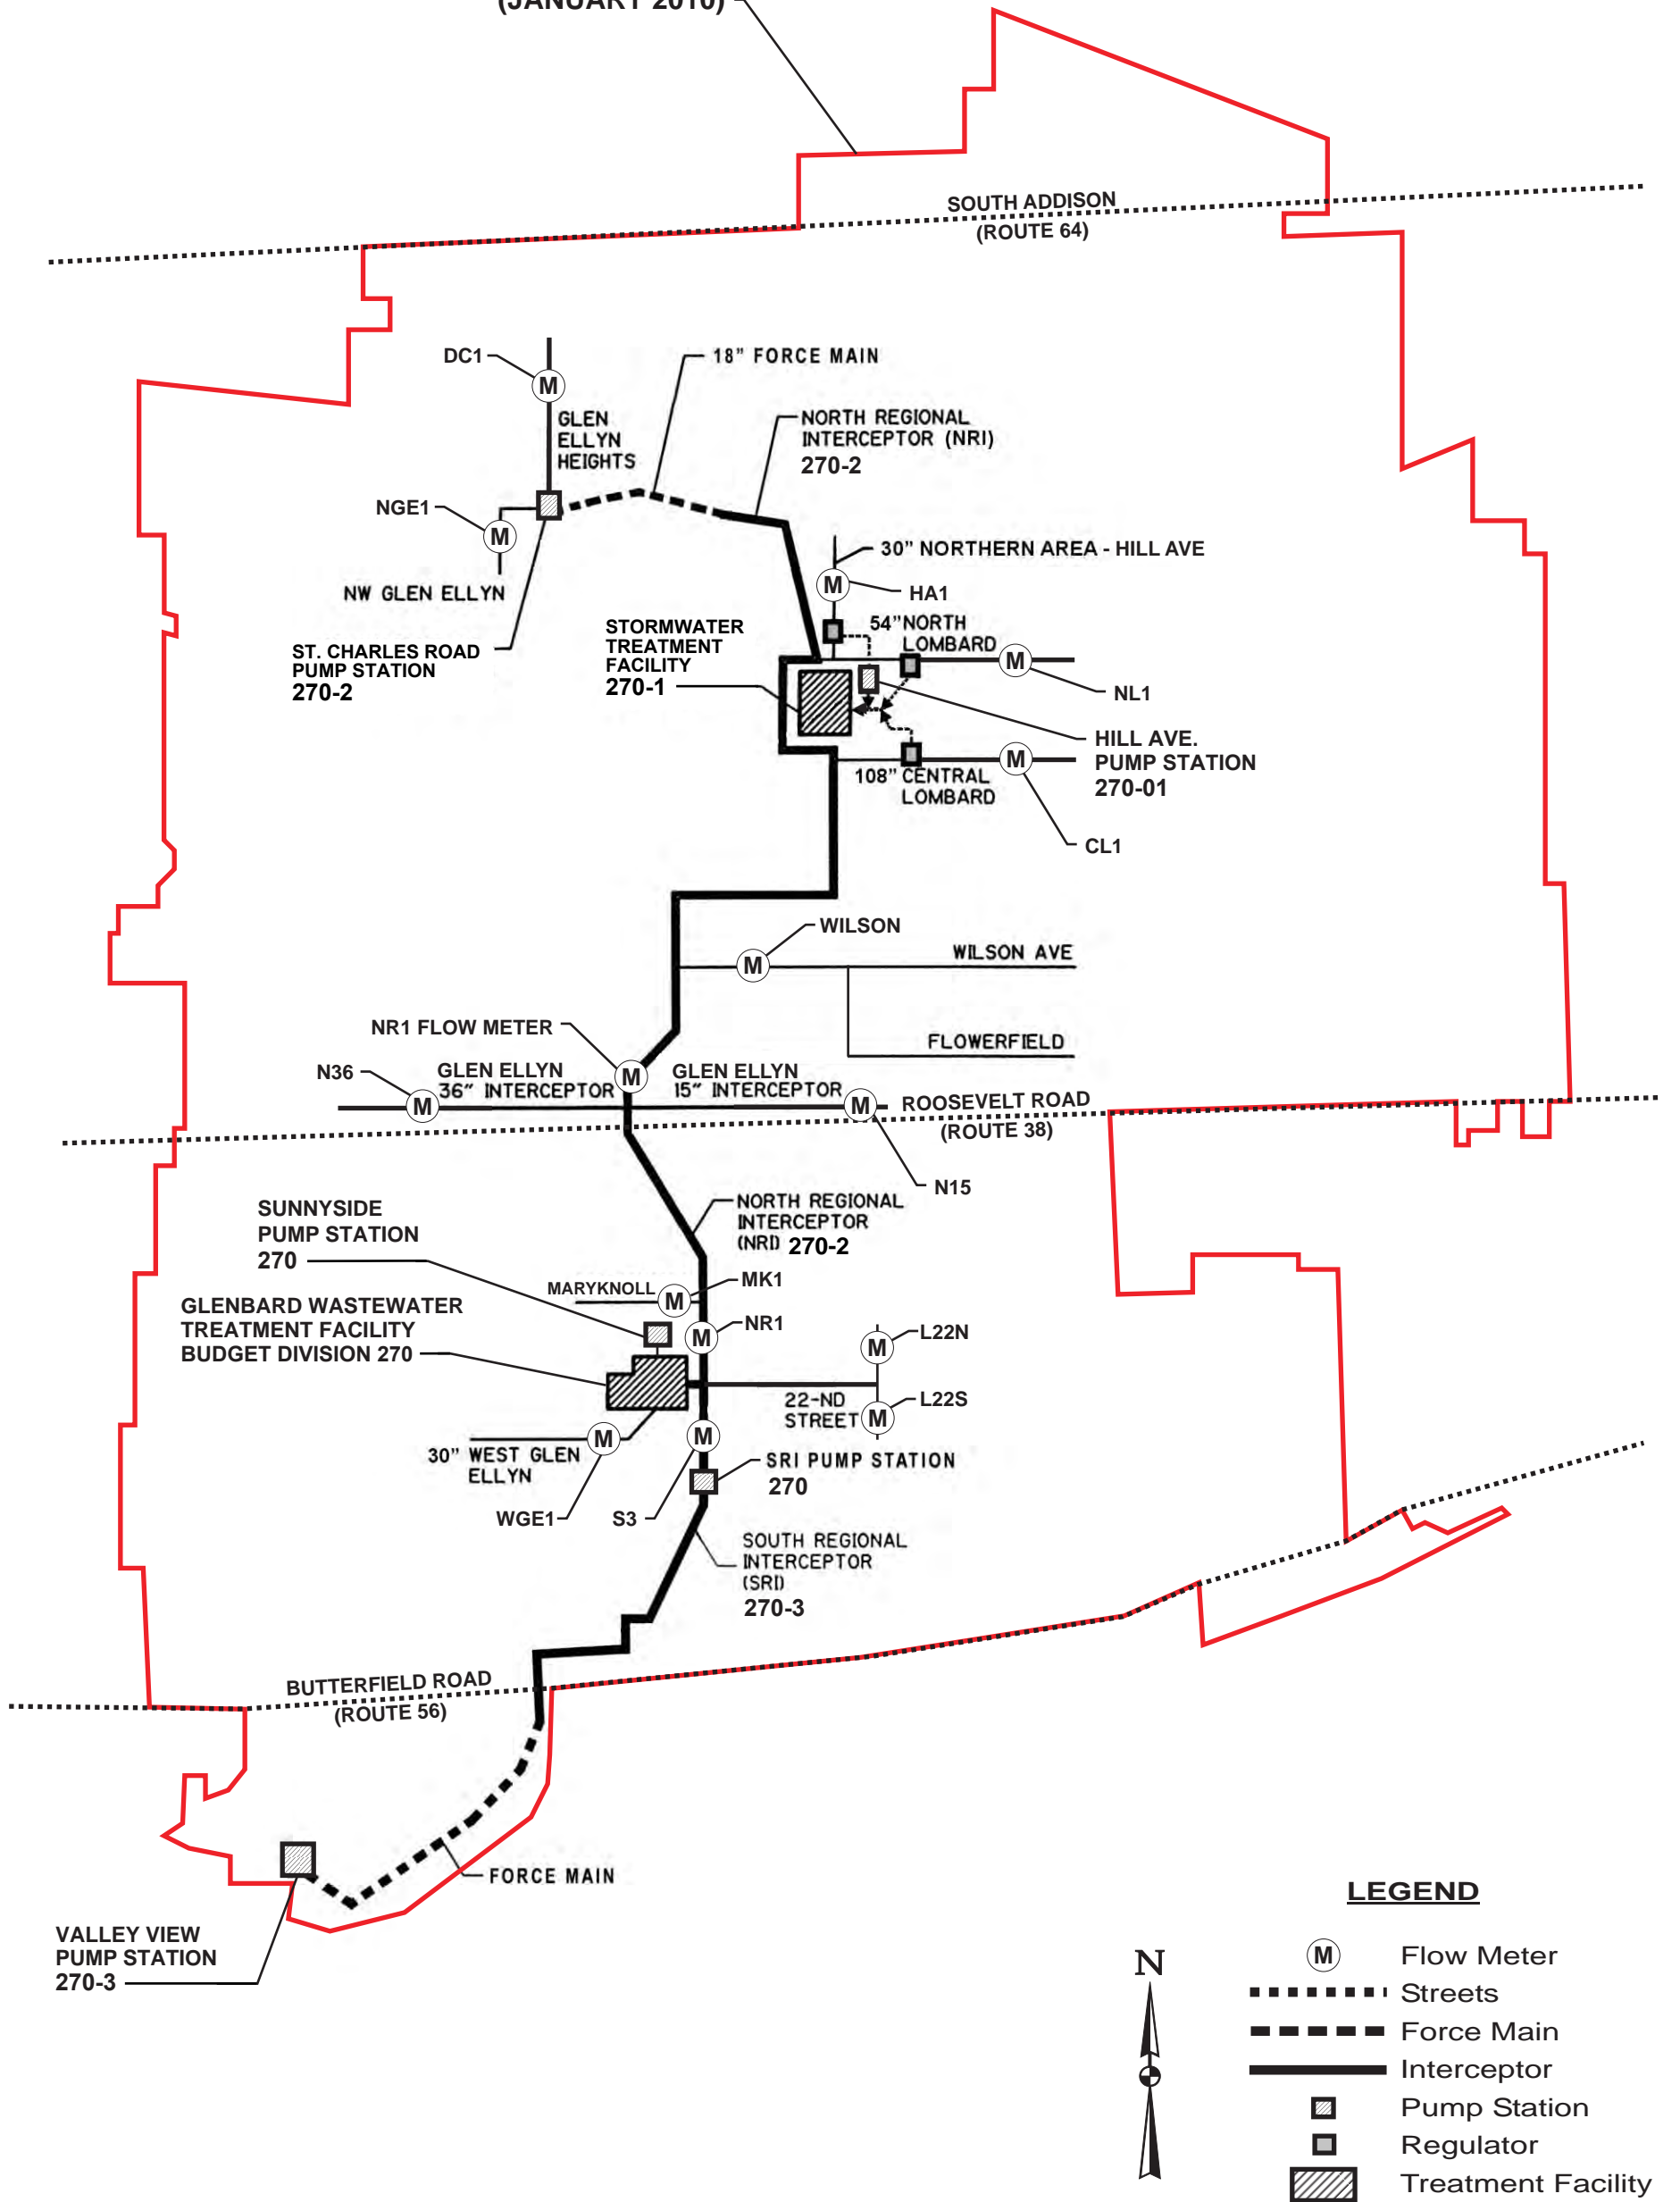 (JANUARY 2010)
SOUTH ADDISON
(ROUTE 64)
DC1
M
18" FORCE MAIN
GLEN
ELLYN
HEIGHTS
NORTH REGIONAL
INTERCEPTOR (NRI)
270-2
NGE1
M
NW GLEN ELLYN
30" NORTHERN AREA - HILL AVE
M
HA1
ST. CHARLES ROAD
PUMP STATION
270-2
STORMWATER
TREATMENT
FACILITY
270-1
54" NORTH
LOMBARD
M
NL1
HILL AVE.
PUMP STATION
270-01
M
108" CENTRAL
LOMBARD
CL1
WILSON
M
WILSON AVE
FLOWERFIELD
NR1 FLOW METER
M
N36
M
GLEN ELLYN
36" INTERCEPTOR
GLEN ELLYN
15" INTERCEPTOR
M
ROOSEVELT ROAD
(ROUTE 38)
N15
SUNNYSIDE
PUMP STATION
270
NORTH REGIONAL
INTERCEPTOR
(NRI) 270-2
MARYKNOLL
M
MK1
GLENBARD WASTEWATER
TREATMENT FACILITY
BUDGET DIVISION 270
M
NR1
M
L22N
22-ND
STREET
M
L22S
30" WEST GLEN
ELLYN
M
WGE1
M
S3
SRI PUMP STATION
270
SOUTH REGIONAL
INTERCEPTOR
(SRI)
270-3
BUTTERFIELD ROAD
(ROUTE 56)
FORCE MAIN
VALLEY VIEW
PUMP STATION
270-3
N
LEGEND
M Flow Meter
Streets
Force Main
Interceptor
Pump Station
Regulator
Treatment Facility